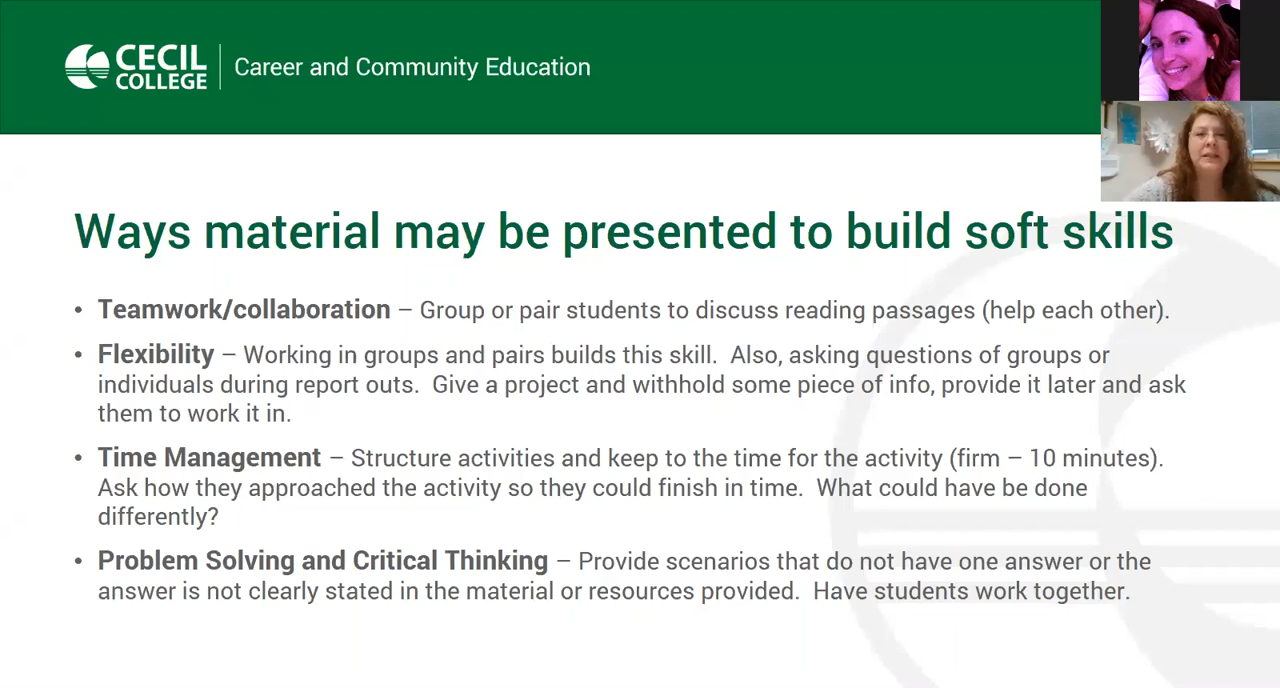 CECIL
COLLEGE
Career and Community Education
Ways material may be presented to build soft skills
• Teamwork/collaboration – Group or pair students to discuss reading passages (help each other).
• Flexibility – Working in groups and pairs builds this skill.  Also, asking questions of groups or
individuals during report outs.  Give a project and withhold some piece of info, provide it later and ask
them to work it in.
• Time Management – Structure activities and keep to the time for the activity (firm – 10 minutes).
Ask how they approached the activity so they could finish in time.  What could have be done
differently?
• Problem Solving and Critical Thinking – Provide scenarios that do not have one answer or the
answer is not clearly stated in the material or resources provided.  Have students work together.